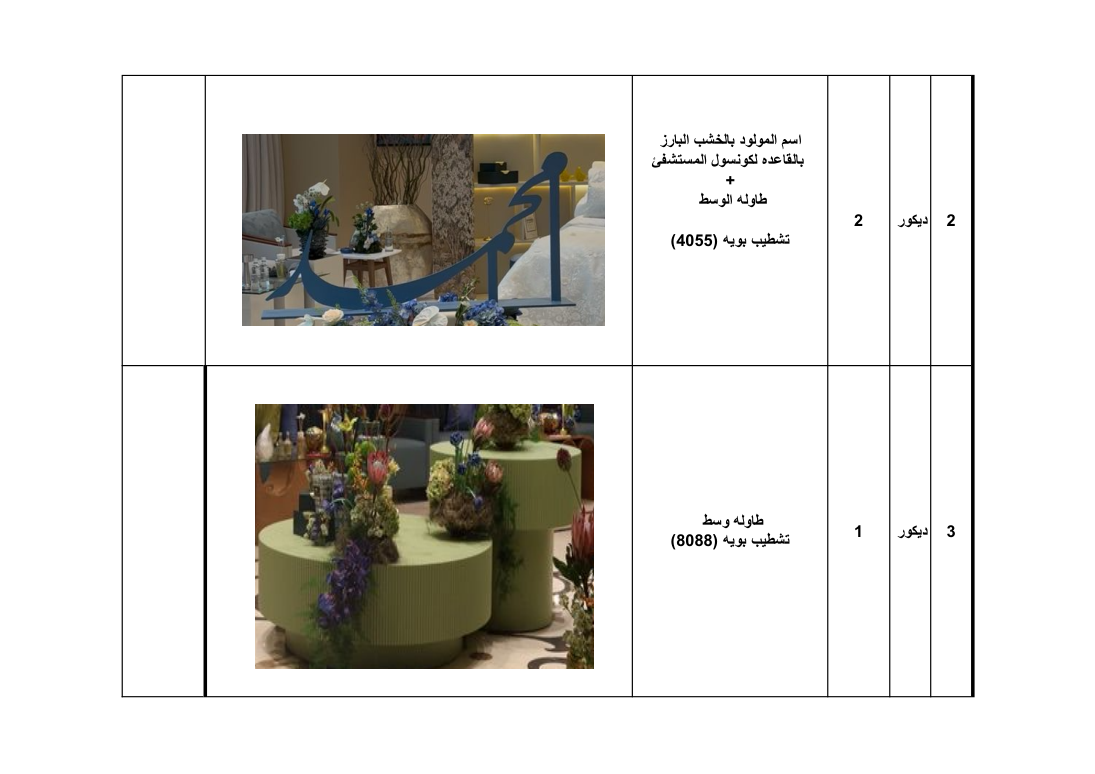 2
ديكور
2
اسم المولود بالخشب البارز
بالقاعده لكونسول المستشفئ
+
طاوله الوسط
تشطيب بويه (4055)
محمد
3
ديكور
1
طاوله وسط
تشطيب بويه (8088)